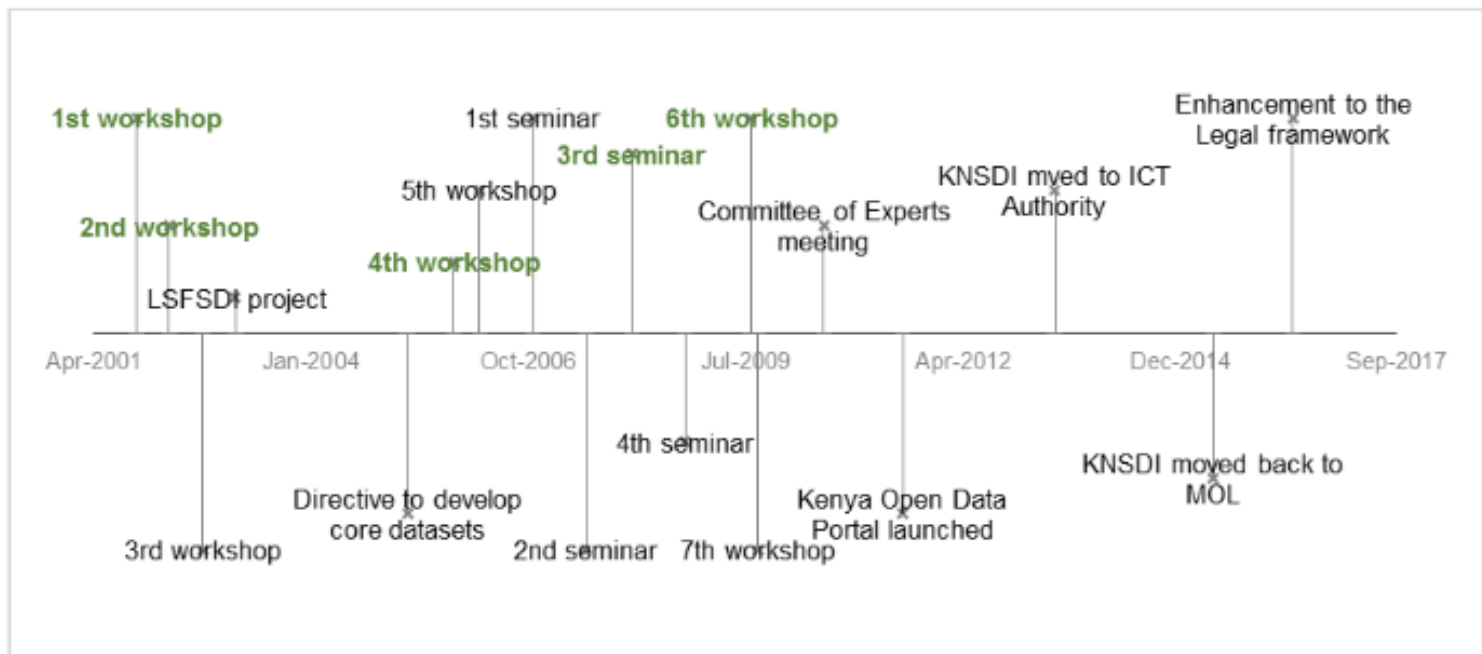 1st workshop
1st seminar
6th workshop
Enhancement to the
Legal framework
3rd seminar
5th workshop
KNSDI mved to ICT
Authority
2nd workshop
Committee of Experts
meeting
4th workshop
LSFSDI project
Apr-2001
Jan-2004
Oct-2006
Jul-2009
Apr-2012
Dec-2014
Sep-2017
4th seminar
KNSDI moved back to
MOL
Directive to develop
core datasets
Kenya Open Data
Portal launched
3rd workshop
2nd seminar
7th workshop